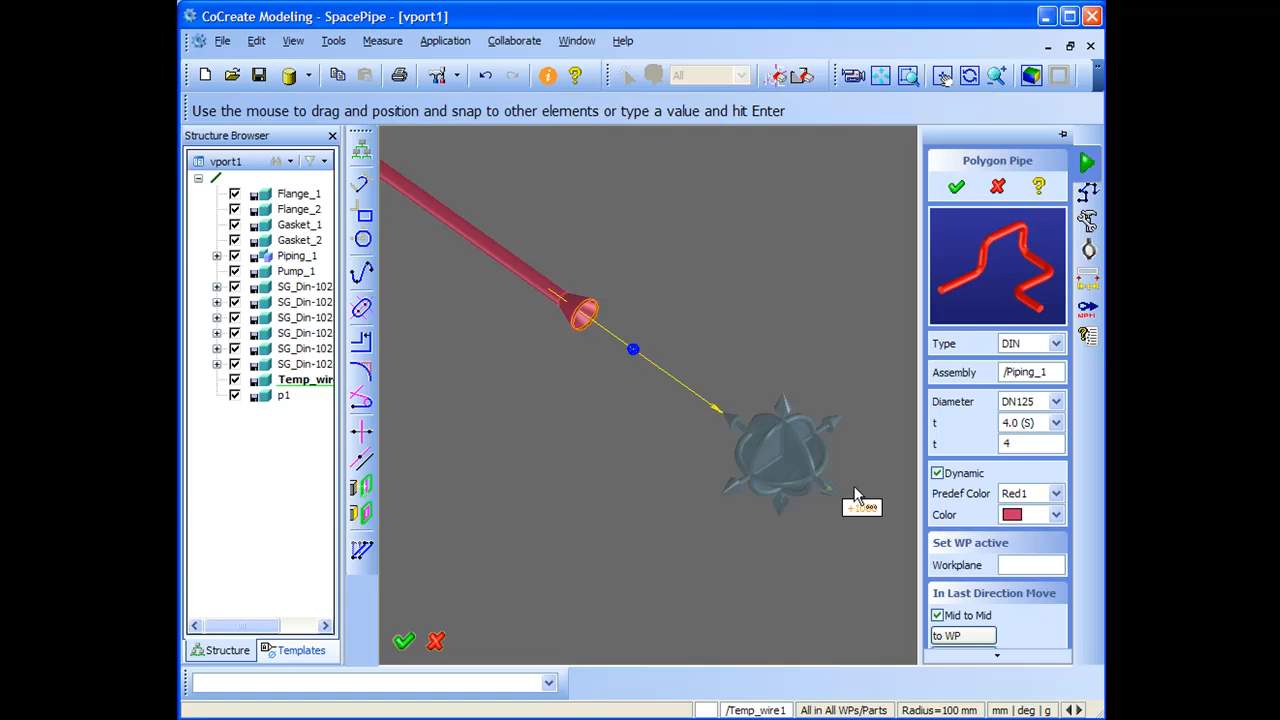 CoCreate Modeling - SpacePipe - [vport1]
File Edit View Tools Measure Application Collaborate Window Help
All
Use the mouse to drag and position and snap to other elements or type a value and hit Enter
Structure Browser
vport1
Flange_1
Flange_2
Gasket_1
Gasket_2
Piping_1
Pump_1
SG_Din-102
SG_Din-102
SG_Din-102
SG_Din-102
SG_Din-102
SG_Din-102
Temp_wir
p1
Structure Templates
Polygon Pipe
Type DIN
Assembly /Piping_1
Diameter DN125
t 4.0 (S)
t 4
Dynamic
Predef Color Red1
Color
Set WP active
Workplane
In Last Direction Move
Mid to Mid
to WP
/Temp_wire1 All in All WPs/Parts Radius=100 mm mm | deg | g